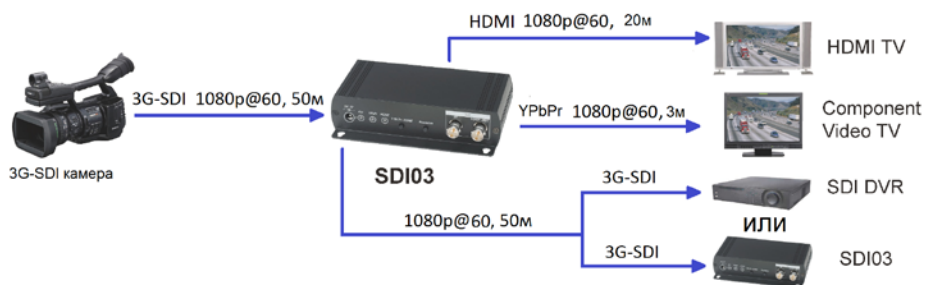 HDMI 1080p@60, 20м
HDMI TV
3G-SDI 1080p@60, 50м
YPbPr 1080p@60, 3м
Component
Video TV
3G-SDI камера
SDI03
3G-SDI
SDI DVR
1080p@60, 50м
ИЛИ
3G-SDI
SDI03